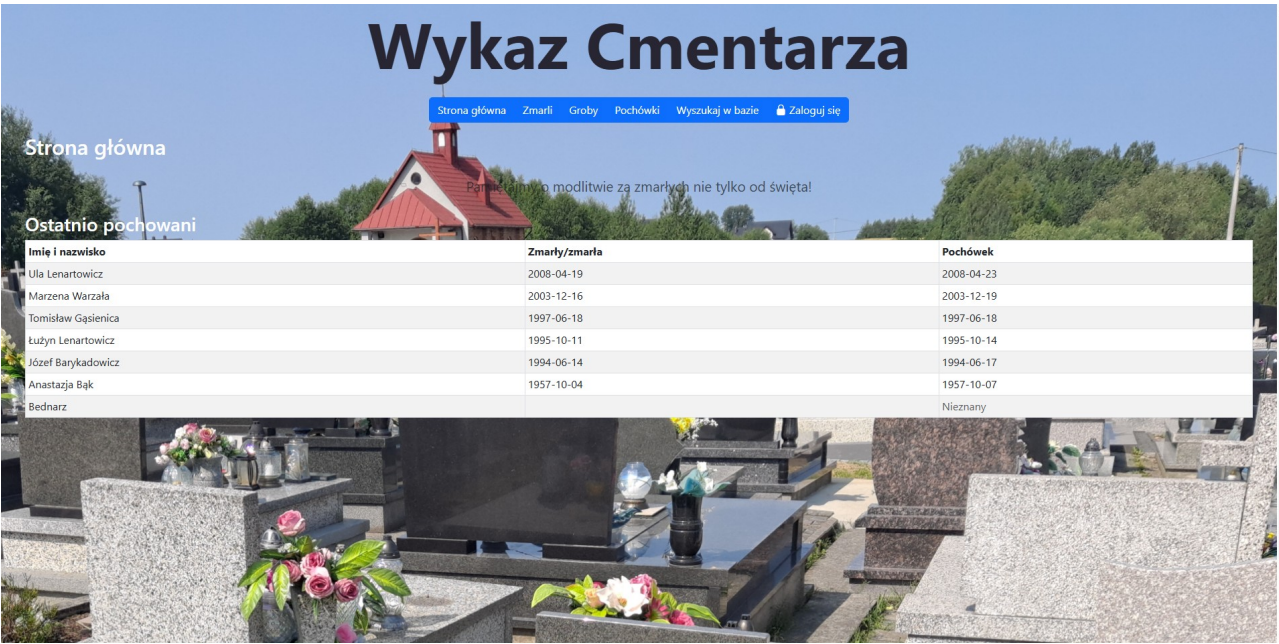 Wykaz Cmentarza
Strona główna Zmarli Groby Pochówki Wyszukaj w bazie Zaloguj się
Strona główna
Pamiętajmy o modlitwie za zmarłych nie tylko od święta!
Ostatnio pochowani
Imię i nazwisko Zmarły/zmarła Pochówek
Ula Lenartowicz 2008-04-19 2008-04-23
Marzena Warzała 2003-12-16 2003-12-19
Tomisław Gąsienica 1997-06-18 1997-06-18
Łużyn Lenartowicz 1995-10-11 1995-10-14
Józef Barykadowicz 1994-06-14 1994-06-17
Anastazja Bąk 1957-10-04 1957-10-07
Bednarz Nieznany